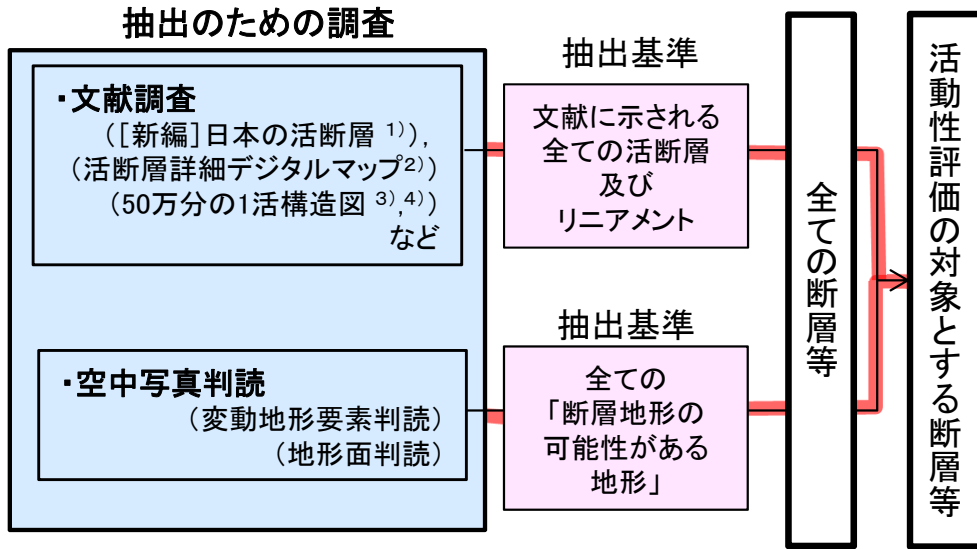 抽出のための調査
・文献調査
([新編]日本の活断層 1)),
(活断層詳細デジタルマップ2))
(50万分の1活構造図 3),4))
など
・空中写真判読
(変動地形要素判読)
(地形面判読)
抽出基準
文献に示される
全ての活断層
及び
リニアメント
抽出基準
全ての
「断層地形の
可能性がある
地形」
全ての断層等
活動性評価の対象とする断層等